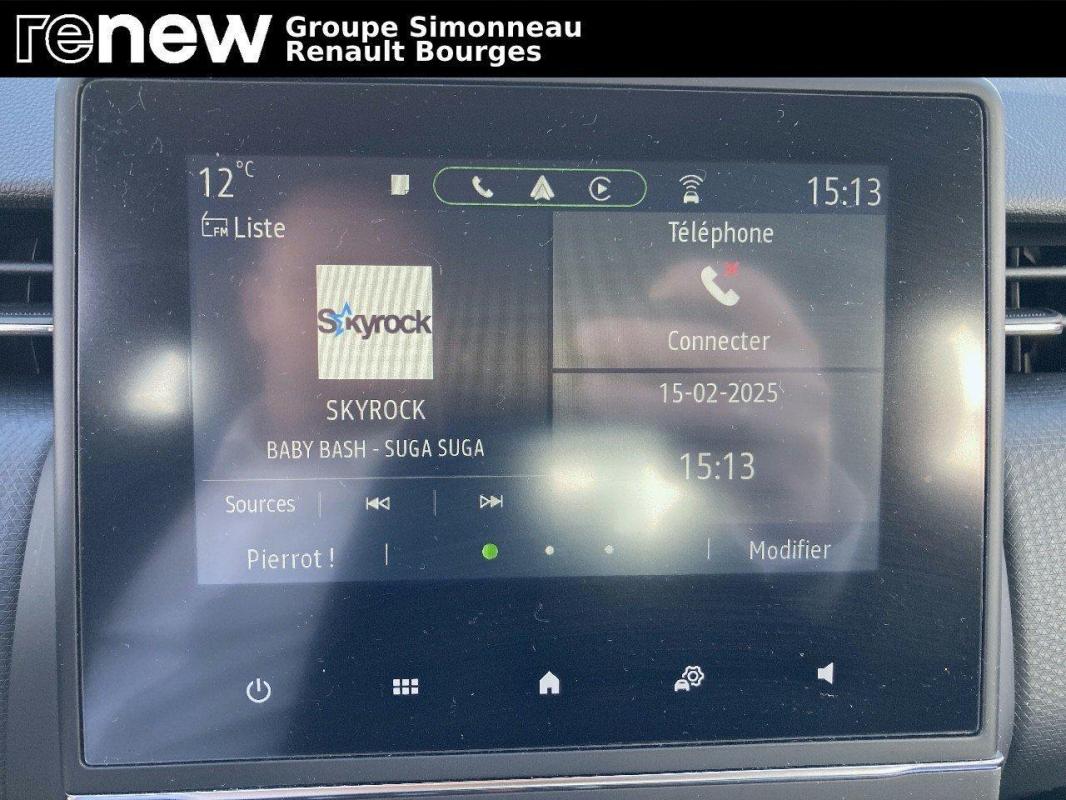 renew Groupe Simonneau
Renault Bourges
12°C
15:13
FM Liste
Téléphone
Skyrock
Connecter
SKYROCK
15-02-2025
BABY BASH - SUGA SUGA
15:13
Sources
Pierrot !
Modifier